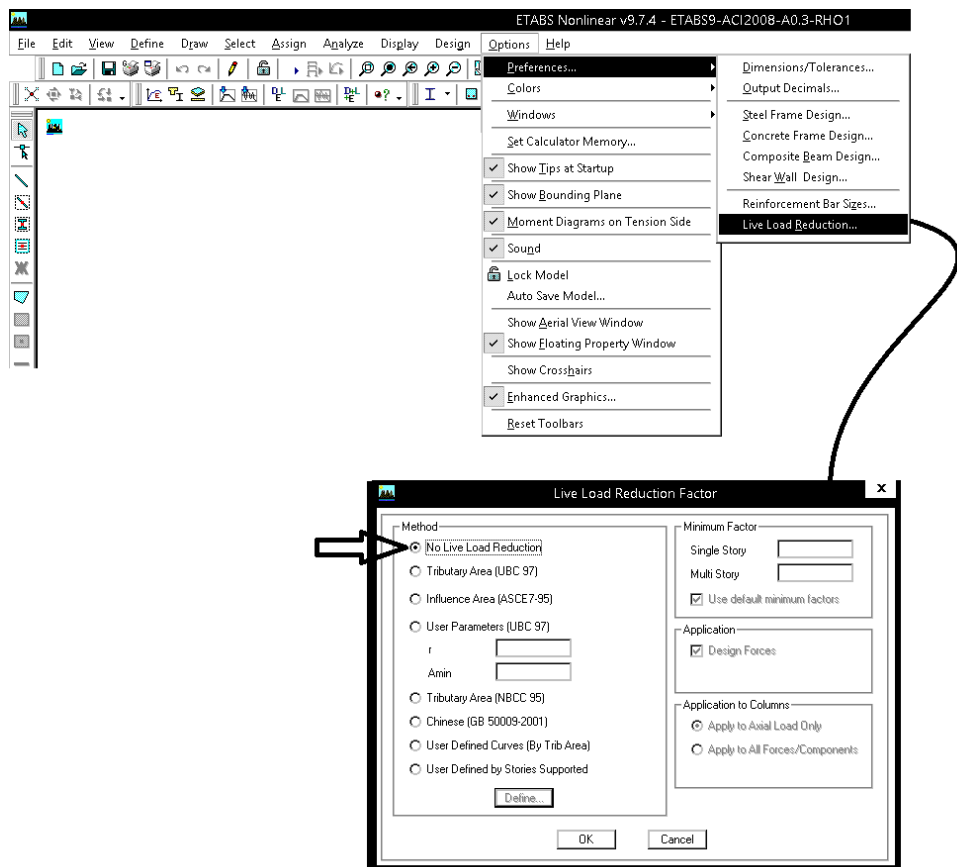 ETABS Nonlinear v9.7.4 - ETABS9-ACI2008-A0.3-RHO1
File Edit View Define Draw Select Assign Analyze Display Design Options Help
Preferences...
Colors
Windows
Set Calculator Memory...
Show Tips at Startup
Show Bounding Plane
Moment Diagrams on Tension Side
Sound
Lock Model
Auto Save Model...
Show Aerial View Window
Show Floating Property Window
Show Crosshairs
Enhanced Graphics...
Reset Toolbars
Dimensions/Tolerances...
Output Decimals...
Steel Frame Design...
Concrete Frame Design...
Composite Beam Design...
Shear Wall Design...
Reinforcement Bar Sizes...
Live Load Reduction...
Live Load Reduction Factor
x
Method
No Live Load Reduction
Tributary Area (UBC 97)
Influence Area (ASCE7-95)
User Parameters (UBC 97)
r
Amin
Tributary Area (NBCC 95)
Chinese (GB 50009-2001)
User Defined Curves (By Trib Area)
User Defined by Stories Supported
Define...
Minimum Factor
Single Story
Multi Story
Use default minimum factors
Application
Design Forces
Application to Columns
Apply to Axial Load Only
Apply to All Forces/Components
OK Cancel